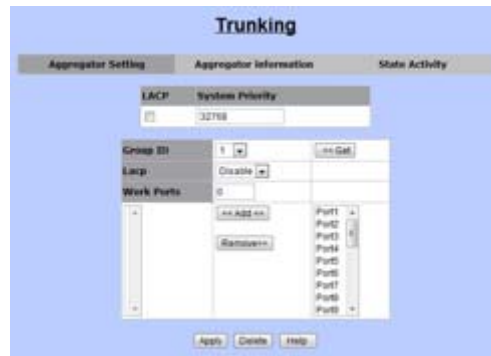 Trunking
Aggregator Setting Aggregator Information State Activity
LACP System Priority
32768
Group ID 1 << Get
Lacp Disable
Work Ports 0
<< Add << Port1
Port2
Remove>> Port3
Port4
Port5
Port6
Port7
Port8
Port9
Apply Delete Help